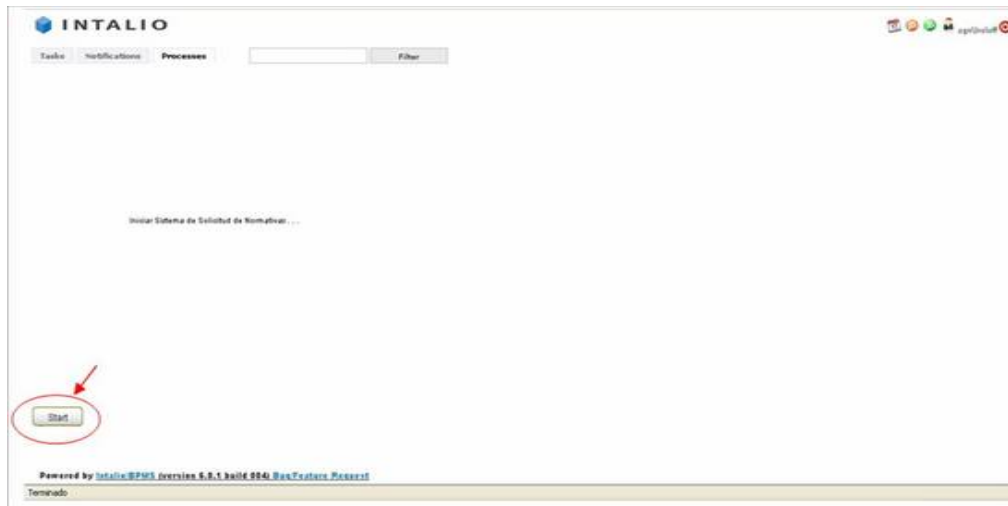 INTALIO
Tasks Notifications Processes Filter
Iniciar Sistema de Solicitud de Normativas . . .
Start
Powered by Intalio|BPMS (version 6.0.1 build 004) Bug/Feature Request
Terminado